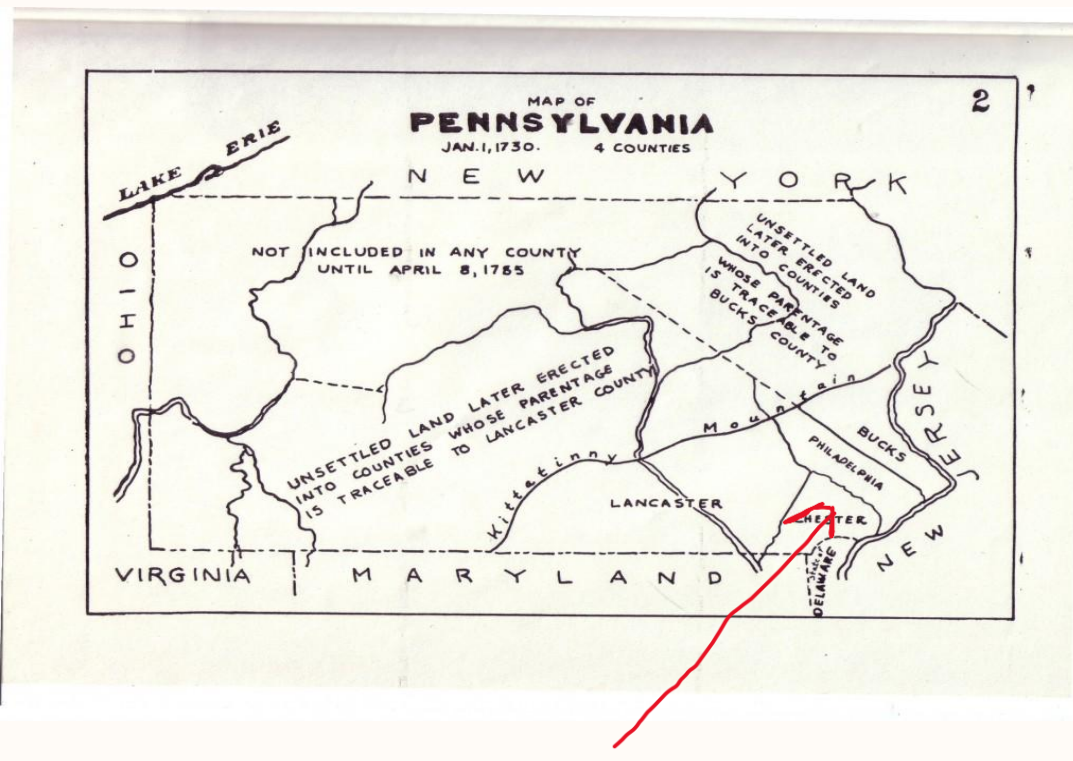 2
MAP OF
PENNSYLVANIA
JAN. 1, 1730. 4 COUNTIES
LAKE ERIE
NEW YORK
OHIO
NOT INCLUDED IN ANY COUNTY
UNTIL APRIL 8, 1785
UNSETTLED LAND
LATER ERECTED
INTO COUNTIES
WHOSE PARENTAGE
IS TRACEABLE TO
BUCKS COUNTY
UNSETTLED LAND LATER ERECTED
INTO COUNTIES WHOSE PARENTAGE
IS TRACEABLE TO LANCASTER COUNTY
Kittatinny Mountain
BUCKS
PHILADELPHIA
LANCASTER
CHESTER
NEW JERSEY
VIRGINIA
MARYLAND
State of
DELAWARE